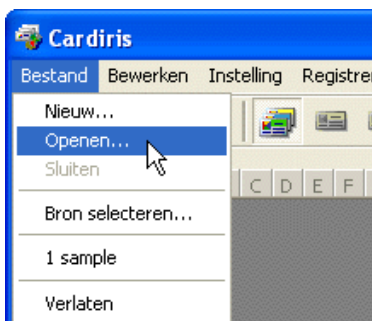 Cardiris
Bestand Bewerken Instelling Registre
Nieuw...
Openen...
Sluiten
C D E F
Bron selecteren...
1 sample
Verlaten